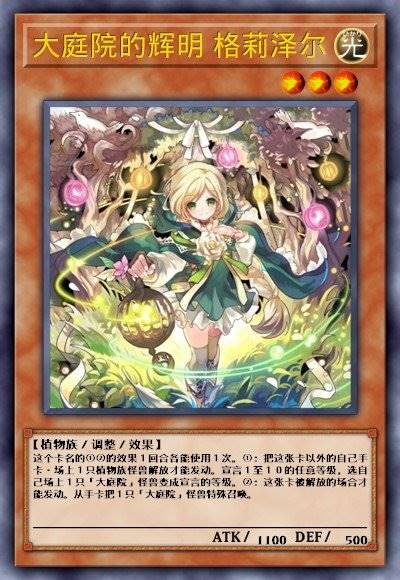 大庭院的辉明 格莉泽尔
光
【植物族／调整／效果】
这个卡名的①②的效果1回合各能使用1次。①：把这张卡以外的自己手
卡·场上1只植物族怪兽解放才能发动。宣言1至10的任意等级，选自
己场上1只「大庭院」怪兽变成宣言的等级。②：这张卡被解放的场合才
能发动。从手卡把1只「大庭院」怪兽特殊召唤。
ATK/ 1100 DEF/ 500